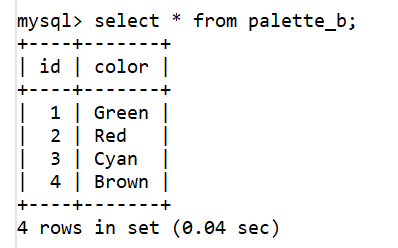 mysql> select * from palette_b;
+----+-------+
| id | color |
+----+-------+
|  1 | Green |
|  2 | Red   |
|  3 | Cyan  |
|  4 | Brown |
+----+-------+
4 rows in set (0.04 sec)